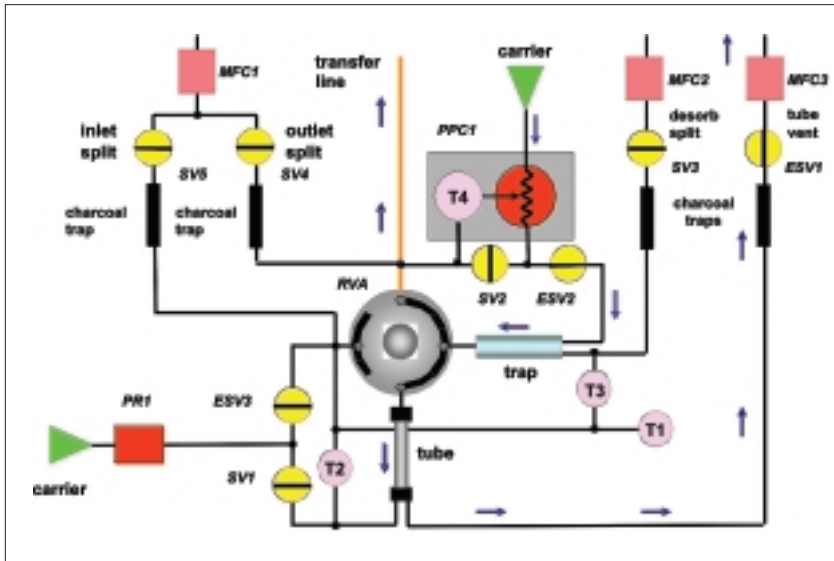 MFC1
transfer
line
carrier
MFC2
MFC3
inlet
split
outlet
split
PPC1
desorb
split
tube
vent
SV5
SV4
T4
SV3
ESV1
charcoal
trap
charcoal
trap
charcoal
traps
RVA
SV2
ESV2
trap
T3
PR1
ESV3
T1
carrier
SV1
T2
tube